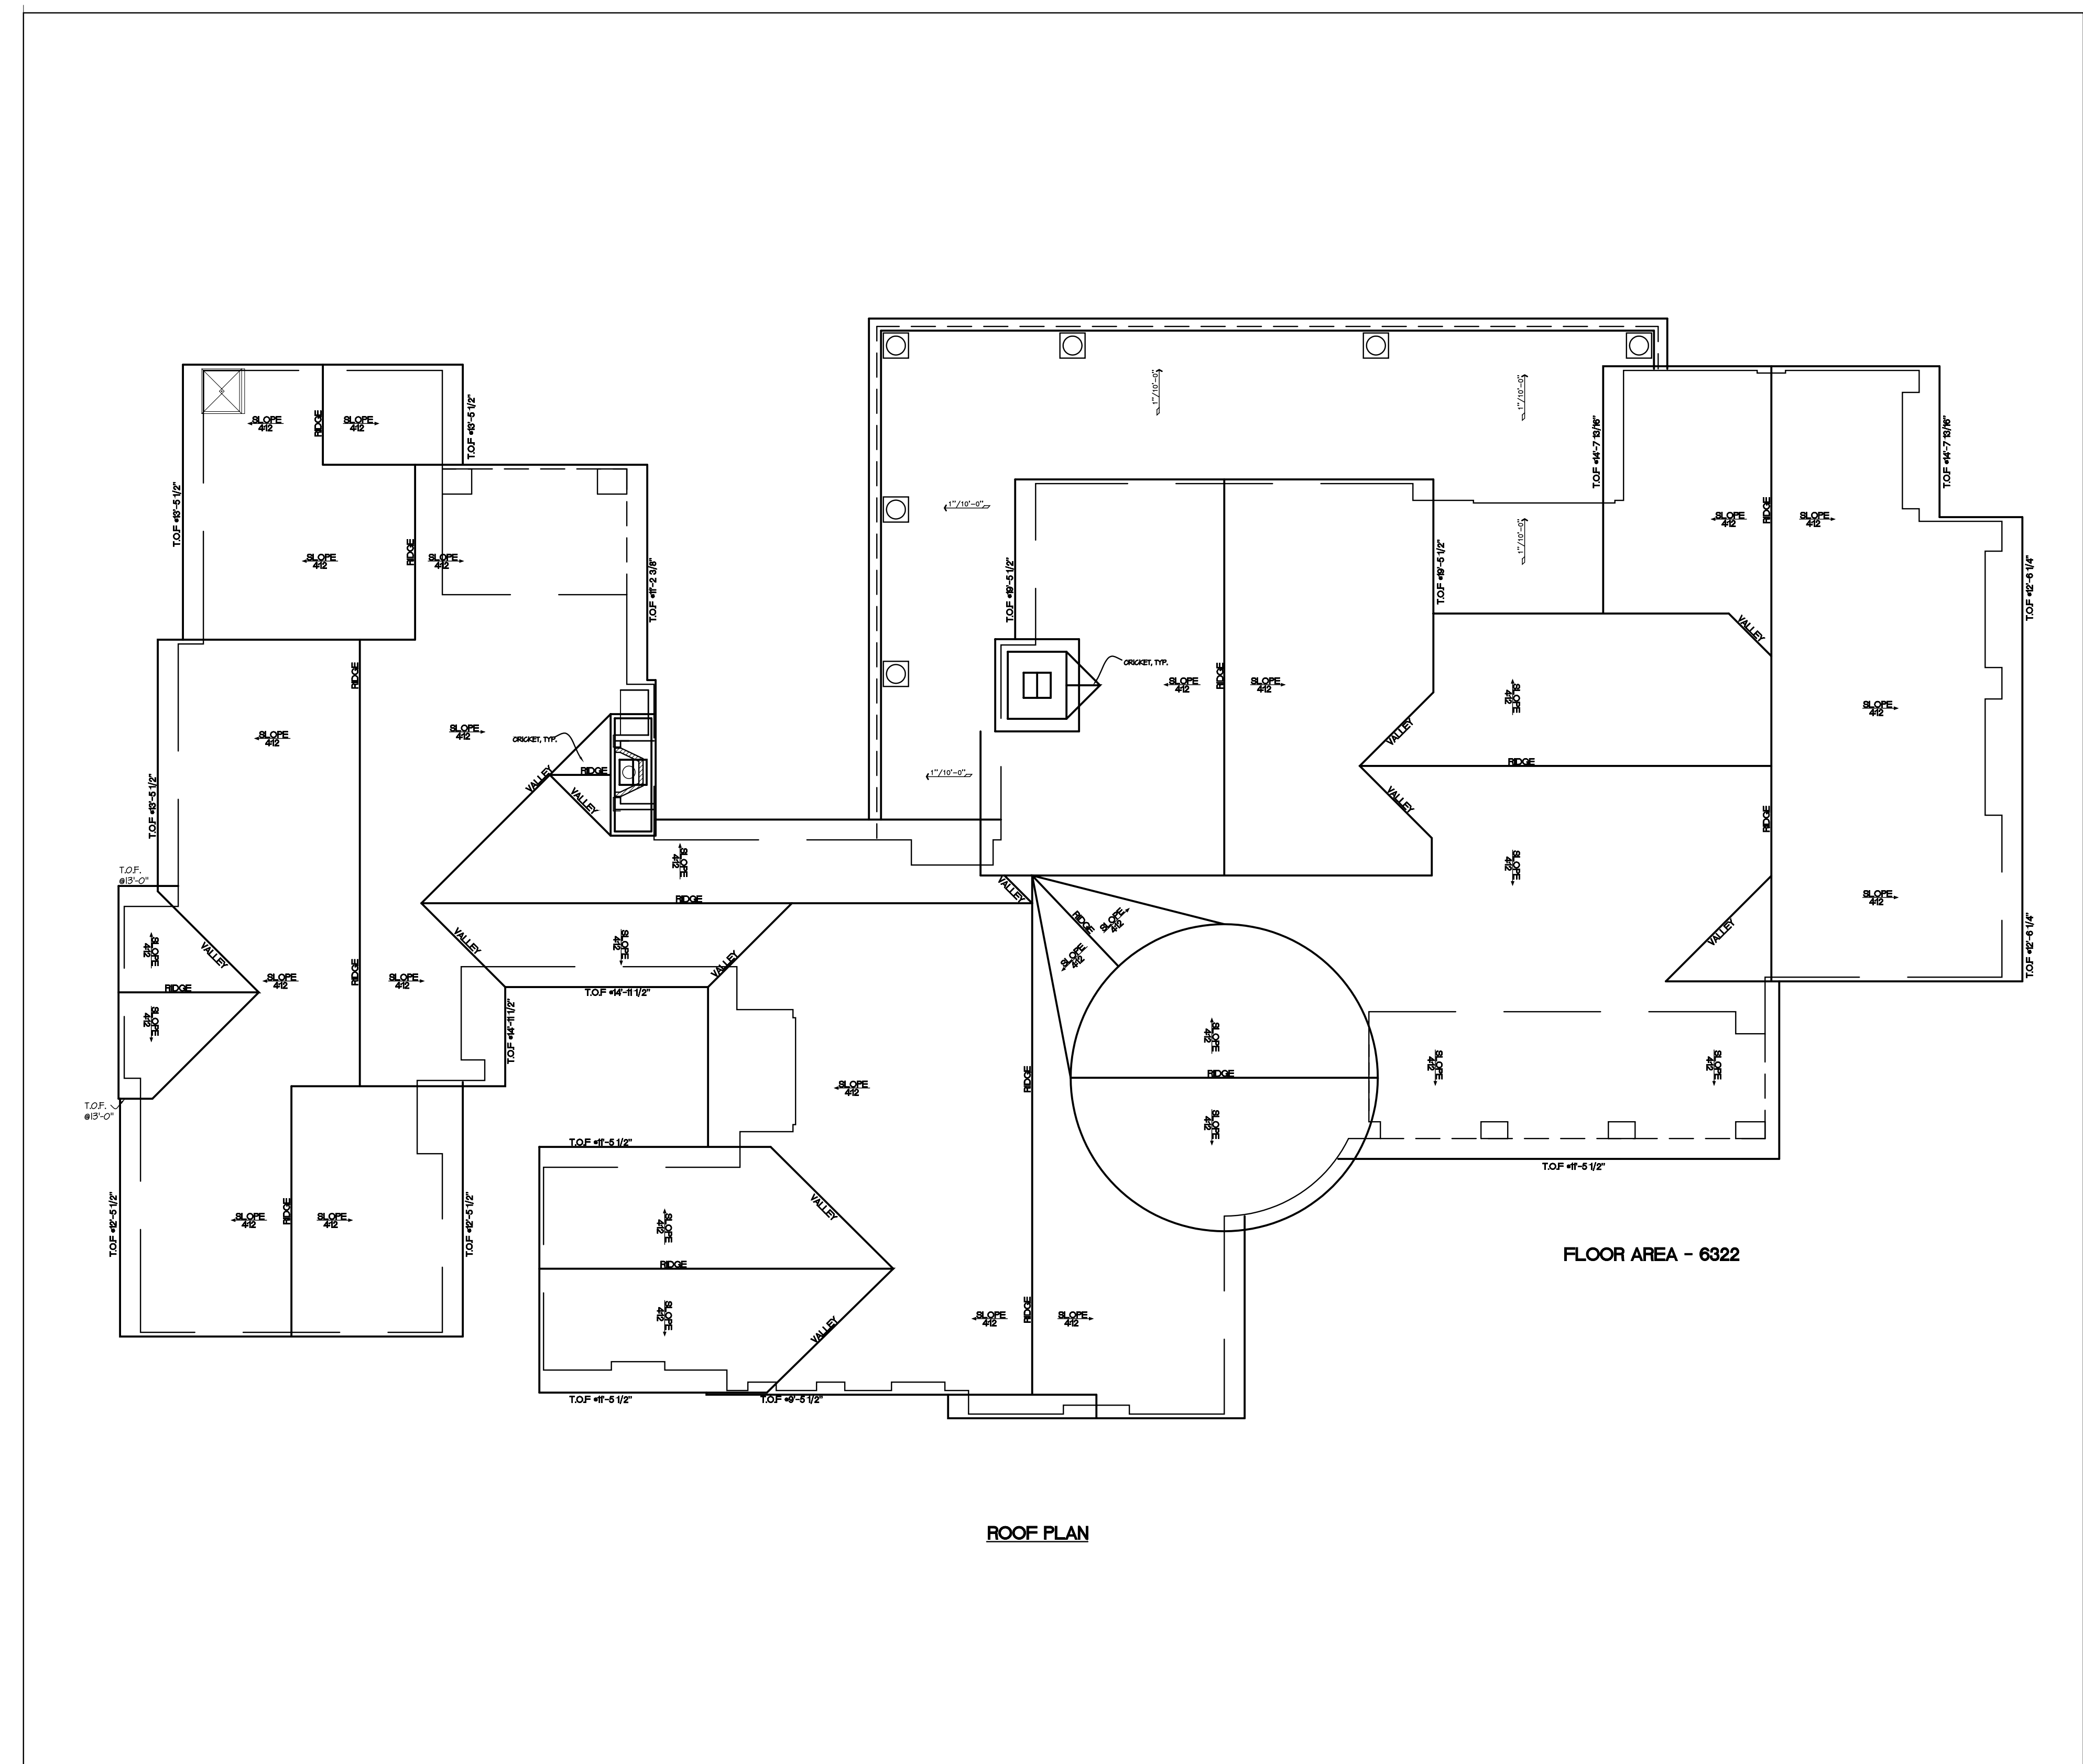 1"/10'-0"
1"/10'-0"
SLOPE
4:12
RIDGE
SLOPE
4:12
T.O.F @13'-5 1/2"
T.O.F @14'-7 13/16"
T.O.F @14'-7 13/16"
T.O.F @13'-5 1/2"
1"/10'-0"
RIDGE
SLOPE
4:12
SLOPE
4:12
1"/10'-0"
SLOPE
4:12
RIDGE
SLOPE
4:12
T.O.F @11'-2 3/8"
T.O.F @19'-5 1/2"
T.O.F @19'-5 1/2"
T.O.F @12'-6 1/4"
VALLEY
RIDGE
CRICKET, TYP.
SLOPE
4:12
RIDGE
SLOPE
4:12
SLOPE
4:12
SLOPE
4:12
SLOPE
4:12
SLOPE
4:12
CRICKET, TYP.
VALLEY
RIDGE
VALLEY
RIDGE
1"/10'-0"
VALLEY
VALLEY
T.O.F @13'-5 1/2"
RIDGE
SLOPE
4:12
SLOPE
4:12
T.O.F.
@13'-0"
VALLEY
SLOPE
4:12
RIDGE
RIDGE
SLOPE
4:12
SLOPE
4:12
SLOPE
4:12
VALLEY
VALLEY
SLOPE
4:12
VALLEY
VALLEY
T.O.F @12'-6 1/4"
SLOPE
4:12
RIDGE
SLOPE
4:12
RIDGE
SLOPE
4:12
T.O.F @14'-11 1/2"
SLOPE
4:12
T.O.F @14'-11 1/2"
SLOPE
4:12
RIDGE
RIDGE
SLOPE
4:12
SLOPE
4:12
SLOPE
4:12
T.O.F.
@13'-0"
SLOPE
4:12
T.O.F @11'-5 1/2"
T.O.F @11'-5 1/2"
T.O.F @12'-5 1/2"
SLOPE
4:12
RIDGE
SLOPE
4:12
T.O.F @12'-5 1/2"
SLOPE
4:12
VALLEY
FLOOR AREA - 6322
RIDGE
SLOPE
4:12
VALLEY
SLOPE
4:12
RIDGE
SLOPE
4:12
T.O.F @11'-5 1/2"
T.O.F @9'-5 1/2"
ROOF PLAN